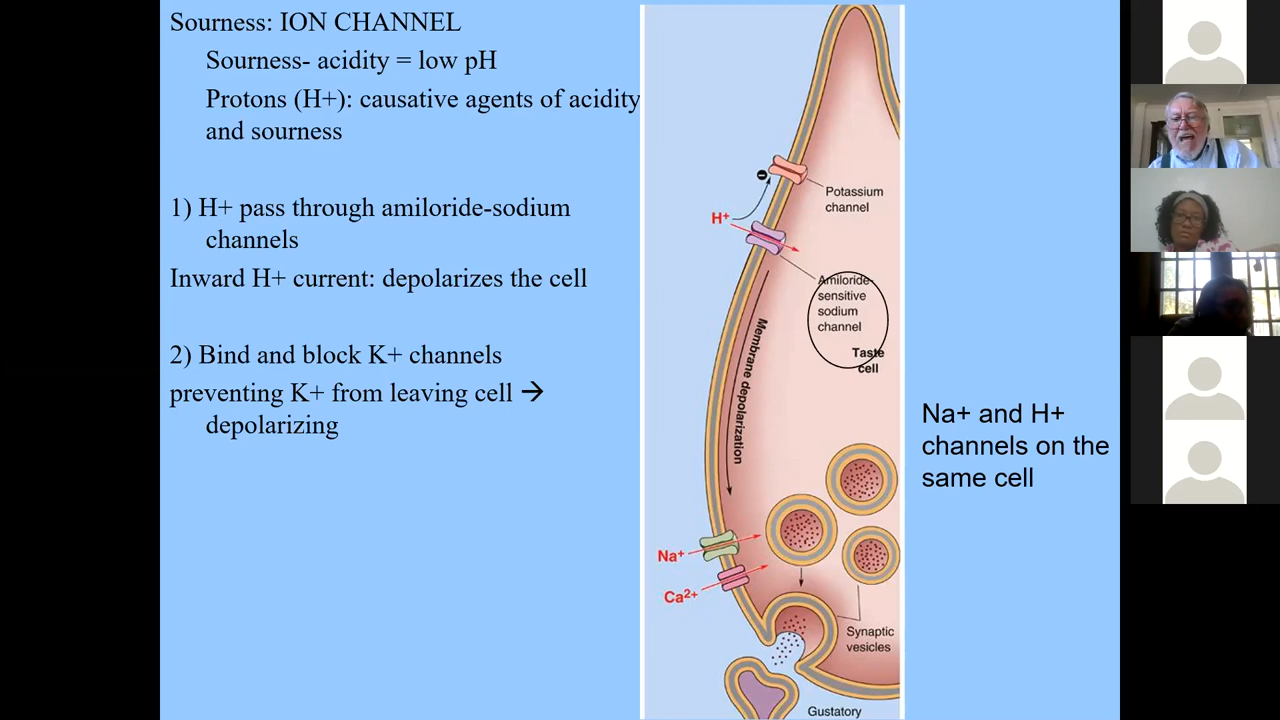 Sourness: ION CHANNEL
Sourness- acidity = low pH
Protons (H+): causative agents of acidity
and sourness
1) H+ pass through amiloride-sodium
channels
Inward H+ current: depolarizes the cell
2) Bind and block K+ channels
preventing K+ from leaving cell →
depolarizing
H+
Potassium
channel
Amiloride-
sensitive
sodium
channel
Taste
cell
Membrane depolarization
Na+
Ca2+
Synaptic
vesicles
Gustatory
Na+ and H+
channels on the
same cell